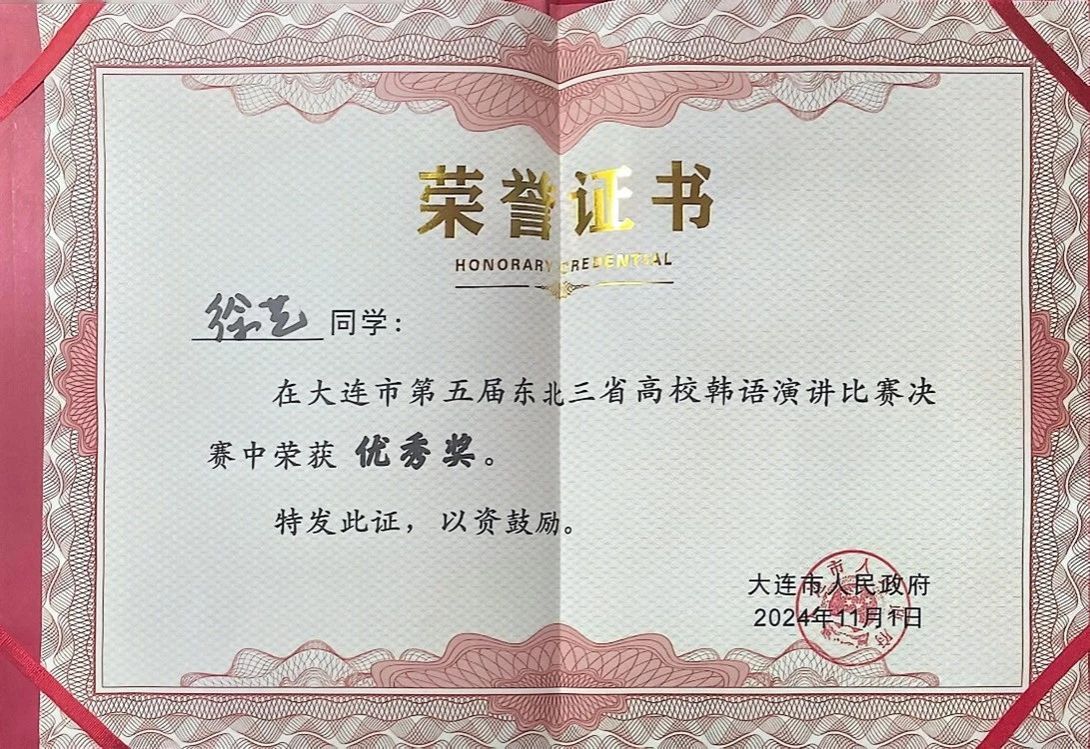 荣誉证书
HONORARY CREDENTIAL
徐艺 同学：
在大连市第五届东北三省高校韩语演讲比赛决
赛中荣获 优秀奖。
特发此证，以资鼓励。
大连市人民政府
2024年11月1日